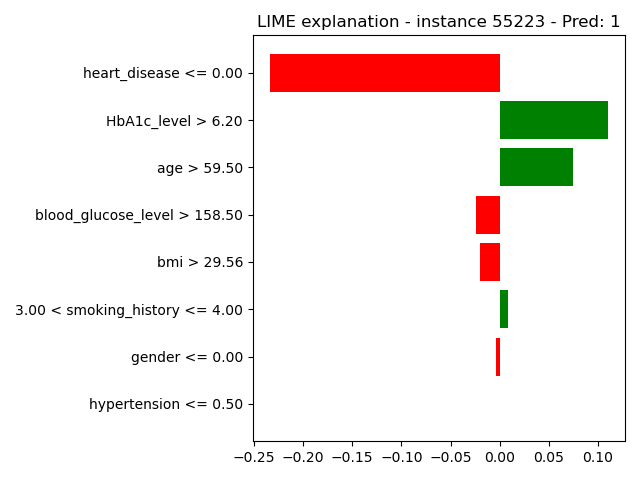 LIME explanation - instance 55223 - Pred: 1
heart_disease <= 0.00
HbA1c_level > 6.20
age > 59.50
blood_glucose_level > 158.50
bmi > 29.56
3.00 < smoking_history <= 4.00
gender <= 0.00
hypertension <= 0.50
−0.25 −0.20 −0.15 −0.10 −0.05 0.00 0.05 0.10